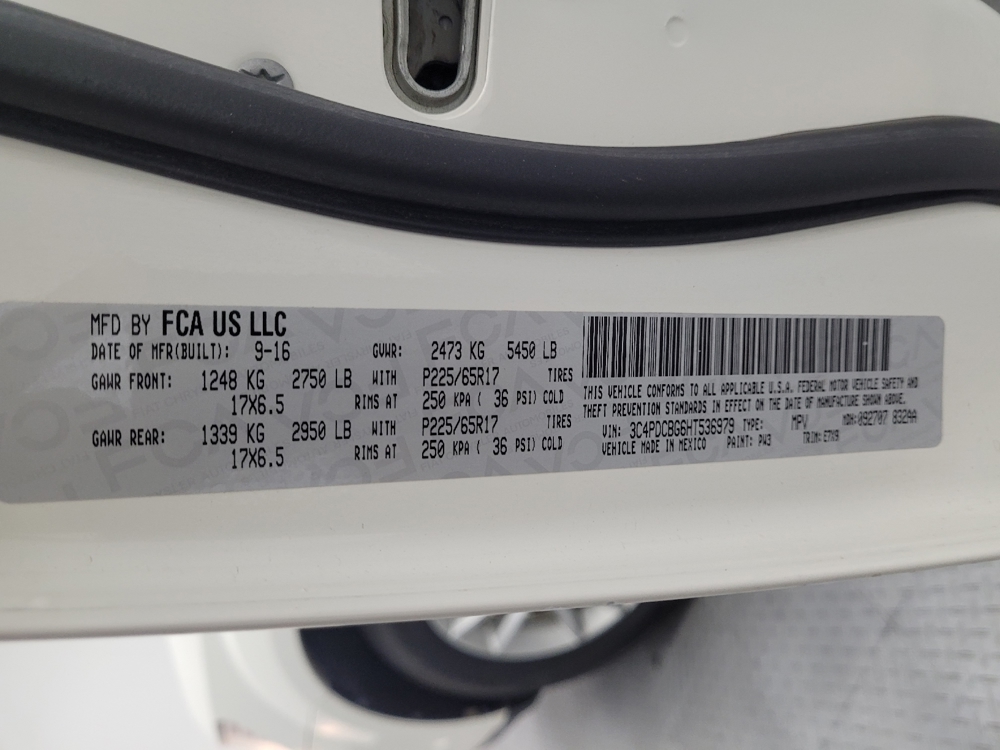 MFD BY FCA US LLC
DATE OF MFR(BUILT): 9-16 GVWR: 2473 KG 5450 LB
GAWR FRONT: 1248 KG 2750 LB WITH P225/65R17 TIRES
17X6.5 RIMS AT 250 KPA ( 36 PSI) COLD
GAWR REAR: 1339 KG 2950 LB WITH P225/65R17 TIRES
17X6.5 RIMS AT 250 KPA ( 36 PSI) COLD
THIS VEHICLE CONFORMS TO ALL APPLICABLE U.S.A. FEDERAL MOTOR VEHICLE SAFETY AND
THEFT PREVENTION STANDARDS IN EFFECT ON THE DATE OF MANUFACTURE SHOWN ABOVE.
VIN: 3C4PDCBG6HT536979 TYPE: MPV MDH:092707 832AA
VEHICLE MADE IN MEXICO PAINT: PW3 TRIM: